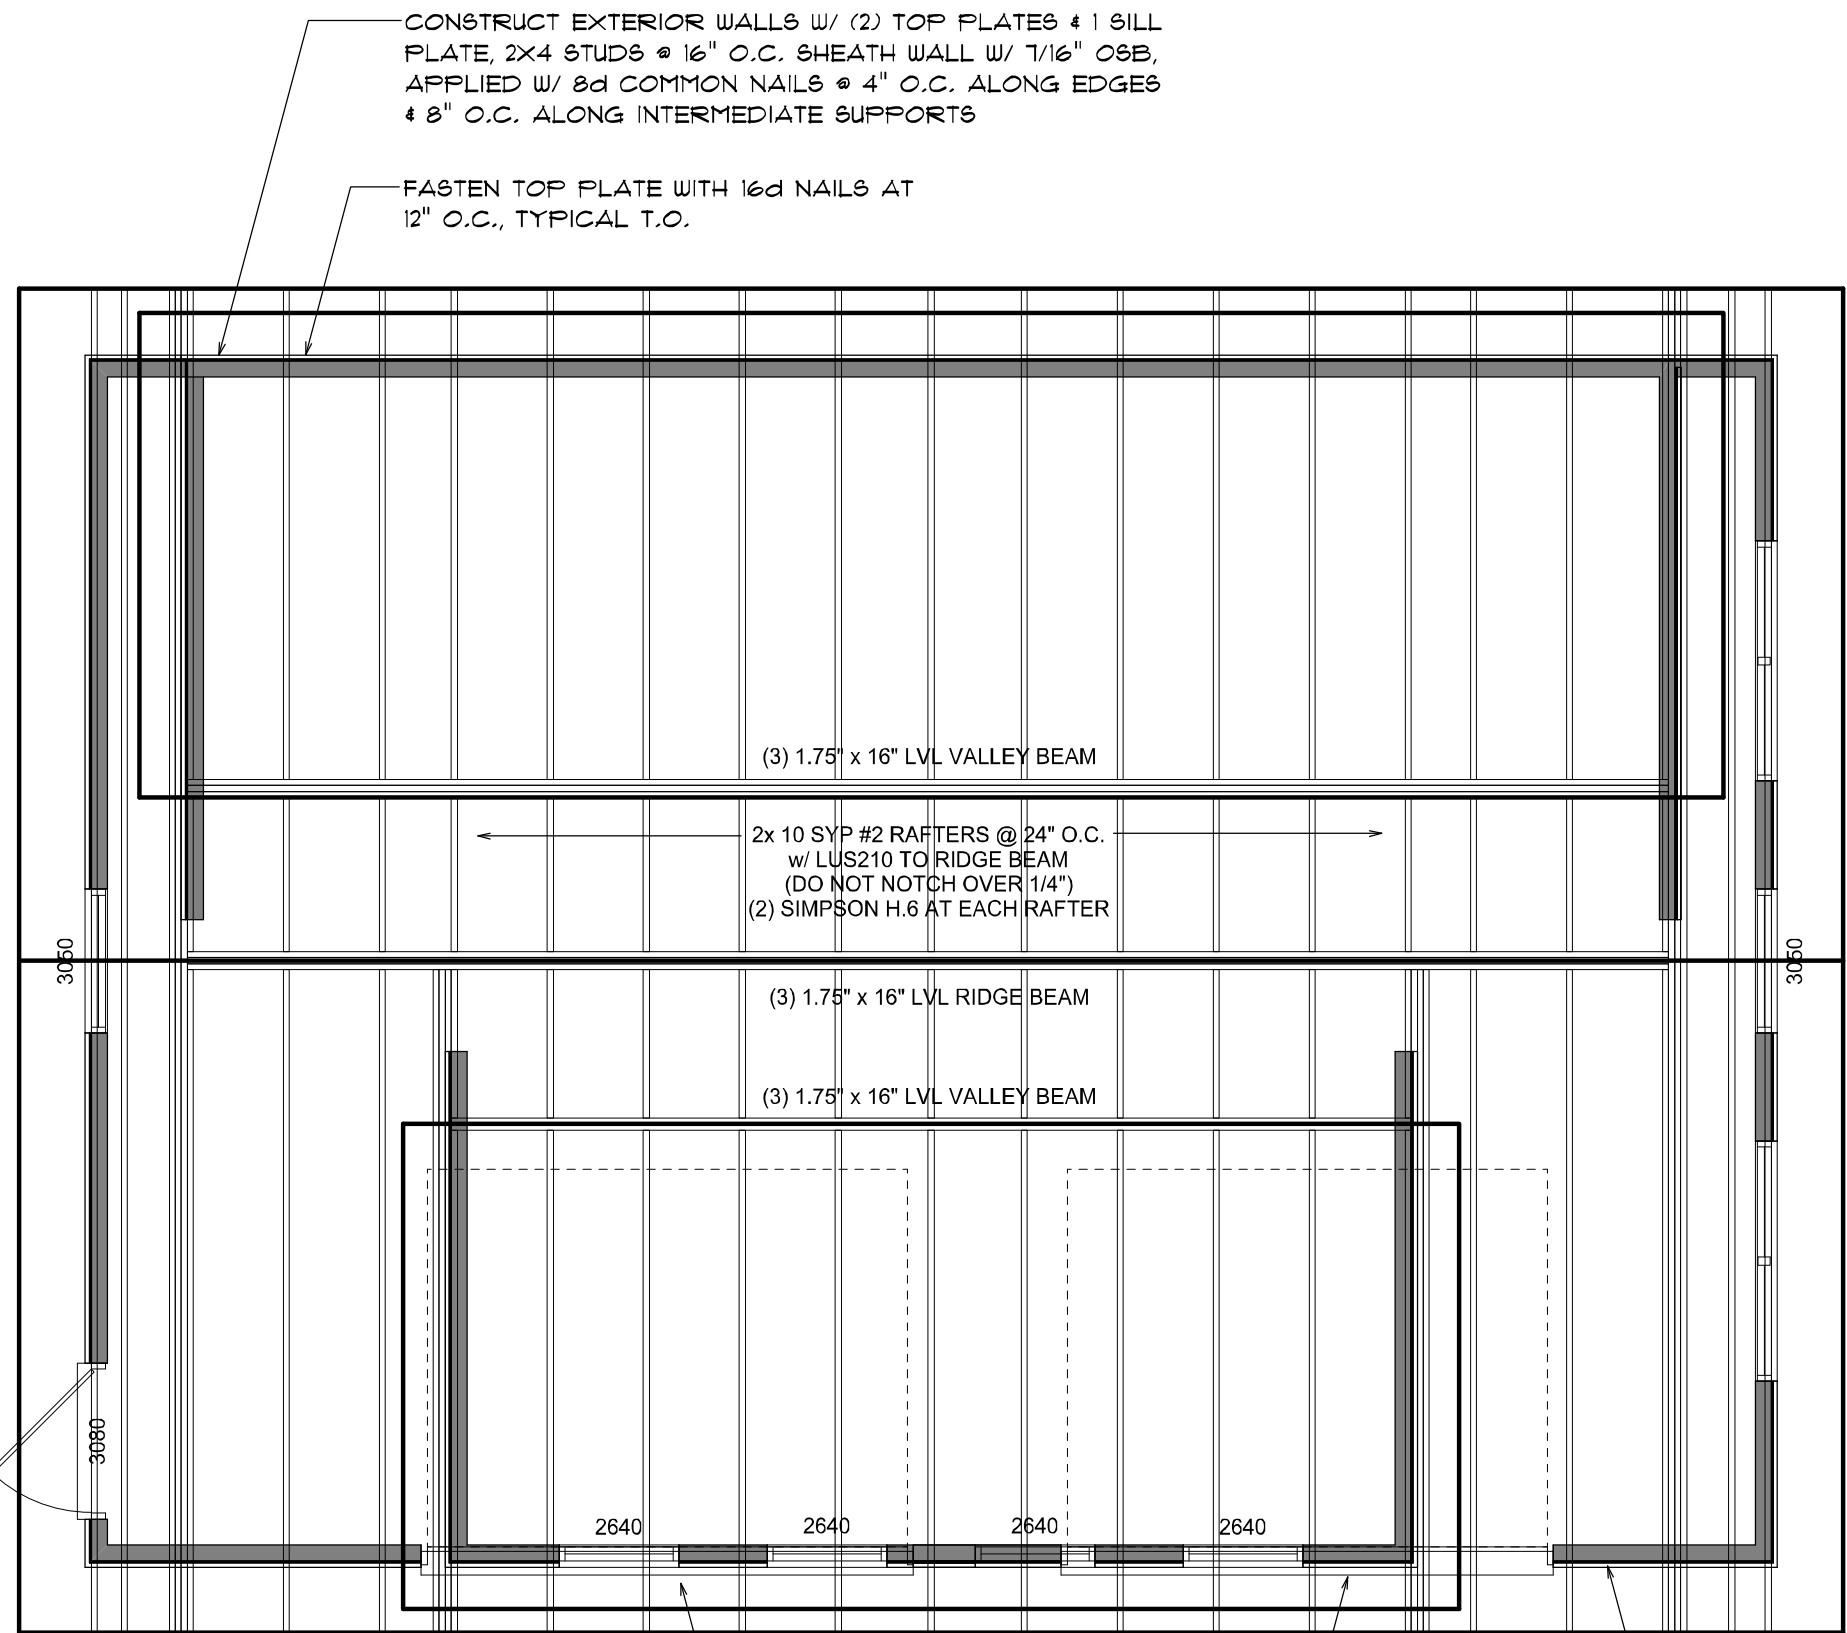 CONSTRUCT EXTERIOR WALLS W/ (2) TOP PLATES & 1 SILL
PLATE, 2X4 STUDS @ 16" O.C. SHEATH WALL W/ 7/16" OSB,
APPLIED W/ 8d COMMON NAILS @ 4" O.C. ALONG EDGES
& 8" O.C. ALONG INTERMEDIATE SUPPORTS
FASTEN TOP PLATE WITH 16d NAILS AT
12" O.C., TYPICAL T.O.
(3) 1.75" x 16" LVL VALLEY BEAM
2x 10 SYP #2 RAFTERS @ 24" O.C.
w/ LUS210 TO RIDGE BEAM
(DO NOT NOTCH OVER 1/4")
(2) SIMPSON H.6 AT EACH RAFTER
3050
3050
(3) 1.75" x 16" LVL RIDGE BEAM
(3) 1.75" x 16" LVL VALLEY BEAM
3080
2640
2640
2640
2640